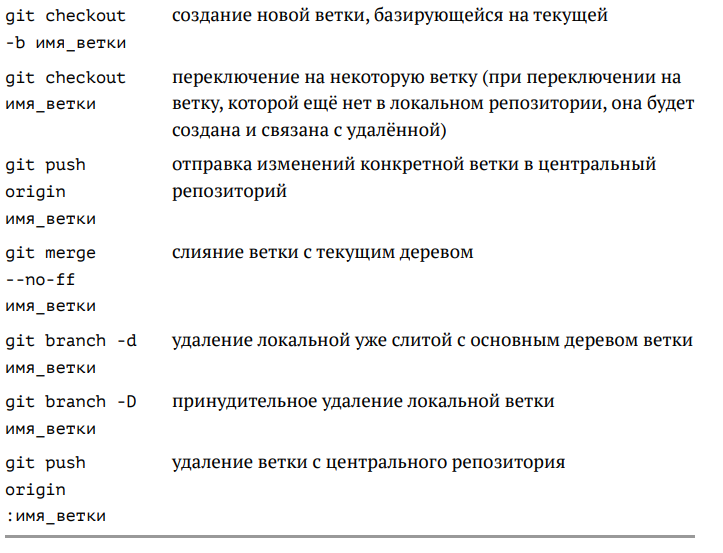 git checkout
-b имя_ветки
создание новой ветки, базирующейся на текущей
git checkout
имя_ветки
переключение на некоторую ветку (при переключении на
ветку, которой ещё нет в локальном репозитории, она будет
создана и связана с удалённой)
git push
origin
имя_ветки
отправка изменений конкретной ветки в центральный
репозиторий
git merge
--no-ff
имя_ветки
слияние ветки с текущим деревом
git branch -d
имя_ветки
удаление локальной уже слитой с основным деревом ветки
git branch -D
имя_ветки
принудительное удаление локальной ветки
git push
origin
:имя_ветки
удаление ветки с центрального репозитория